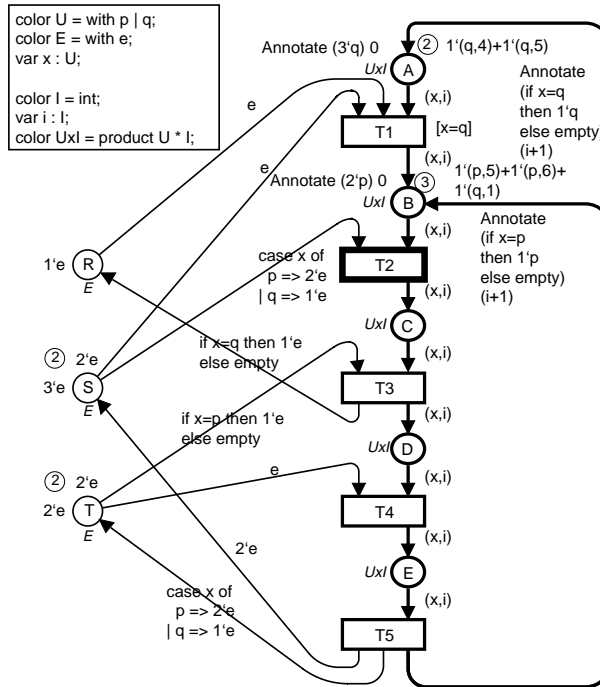 color U = with p | q;
color E = with e;
var x : U;
color I = int;
var i : I;
color UxI = product U * I;
Annotate (3‘q) 0
2
1‘(q,4)+1‘(q,5)
UxI
A
(x,i)
Annotate
(if x=q
then 1‘q
else empty)
(i+1)
e
T1
[x=q]
e
(x,i)
Annotate (2‘p) 0
3
1‘(p,5)+1‘(p,6)+
1‘(q,1)
UxI
B
(x,i)
Annotate
(if x=p
then 1‘p
else empty)
(i+1)
case x of
p => 2‘e
| q => 1‘e
T2
1‘e
R
E
(x,i)
UxI
C
(x,i)
if x=q then 1‘e
else empty
2
2‘e
3‘e
S
E
T3
(x,i)
if x=p then 1‘e
else empty
UxI
D
(x,i)
e
2
2‘e
2‘e
T
E
T4
(x,i)
2‘e
UxI
E
(x,i)
case x of
p => 2‘e
| q => 1‘e
T5